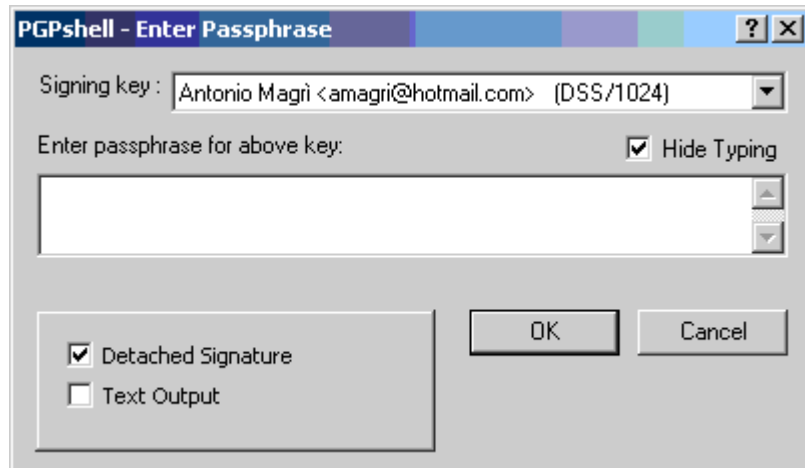 PGPshell - Enter Passphrase
Signing key : Antonio Magrì <amagri@hotmail.com> (DSS/1024)
Enter passphrase for above key: Hide Typing
OK Cancel
Detached Signature
Text Output